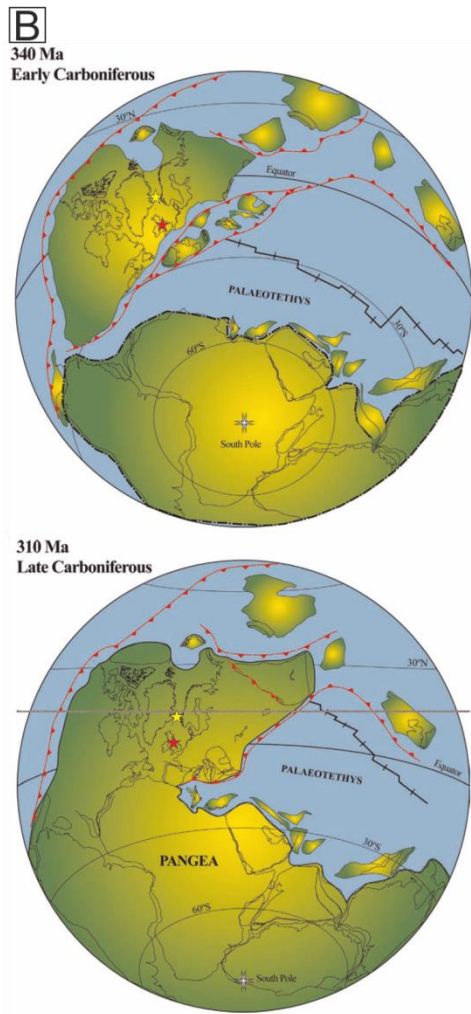 B
340 Ma
Early Carboniferous
30°N
Equator
PALAEOTETHYS
30°S
60°S
South Pole
310 Ma
Late Carboniferous
30°N
PALAEOTETHYS
Equator
30°S
PANGEA
60°S
South Pole